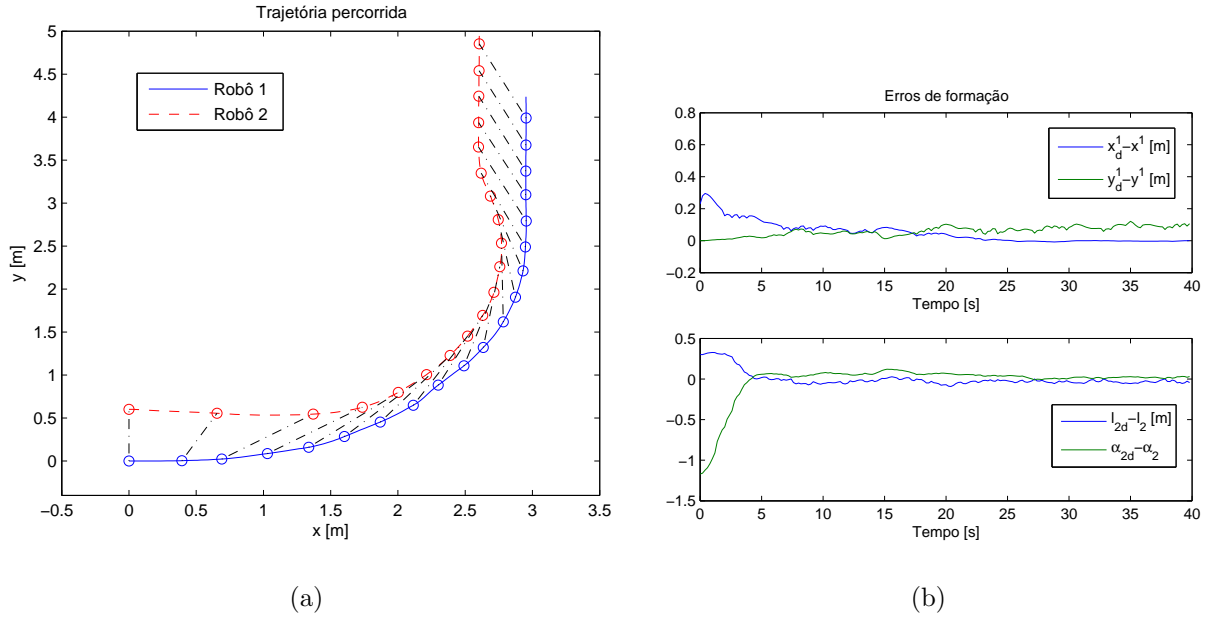 Trajetória percorrida
5
4.5
4
3.5
3
2.5
2
1.5
1
0.5
0
y [m]
Robô 1
Robô 2
−0.5 0 0.5 1 1.5 2 2.5 3 3.5
x [m]
(a)
Erros de formação
0.8
0.6
0.4
0.2
0
−0.2
x_d^1−x^1 [m]
y_d^1−y^1 [m]
0 5 10 15 20 25 30 35 40
Tempo [s]
0.5
0
−0.5
−1
−1.5
l_{2d}−l_2 [m]
α_{2d}−α_2
0 5 10 15 20 25 30 35 40
Tempo [s]
(b)